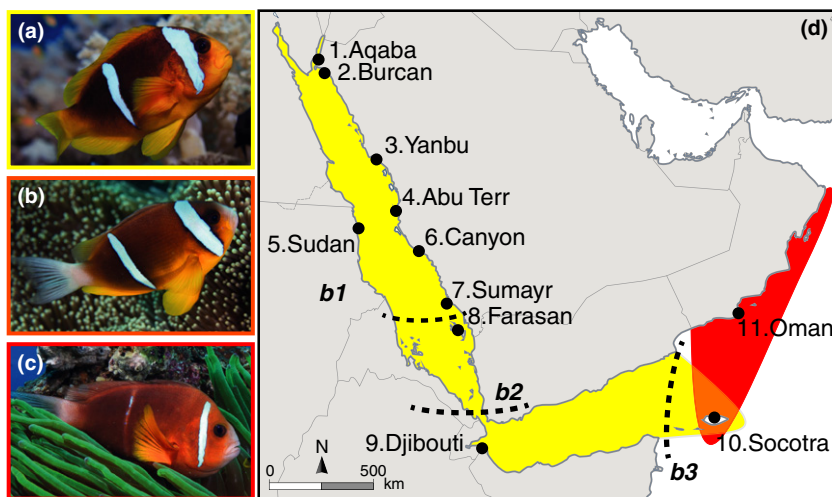 (a)
(b)
(c)
(d)
1.Aqaba
2.Burcan
3.Yanbu
4.Abu Terr
5.Sudan
6.Canyon
b1
7.Sumayr
8.Farasan
11.Oman
b2
9.Djibouti
10.Socotra
b3
N
0 500
km